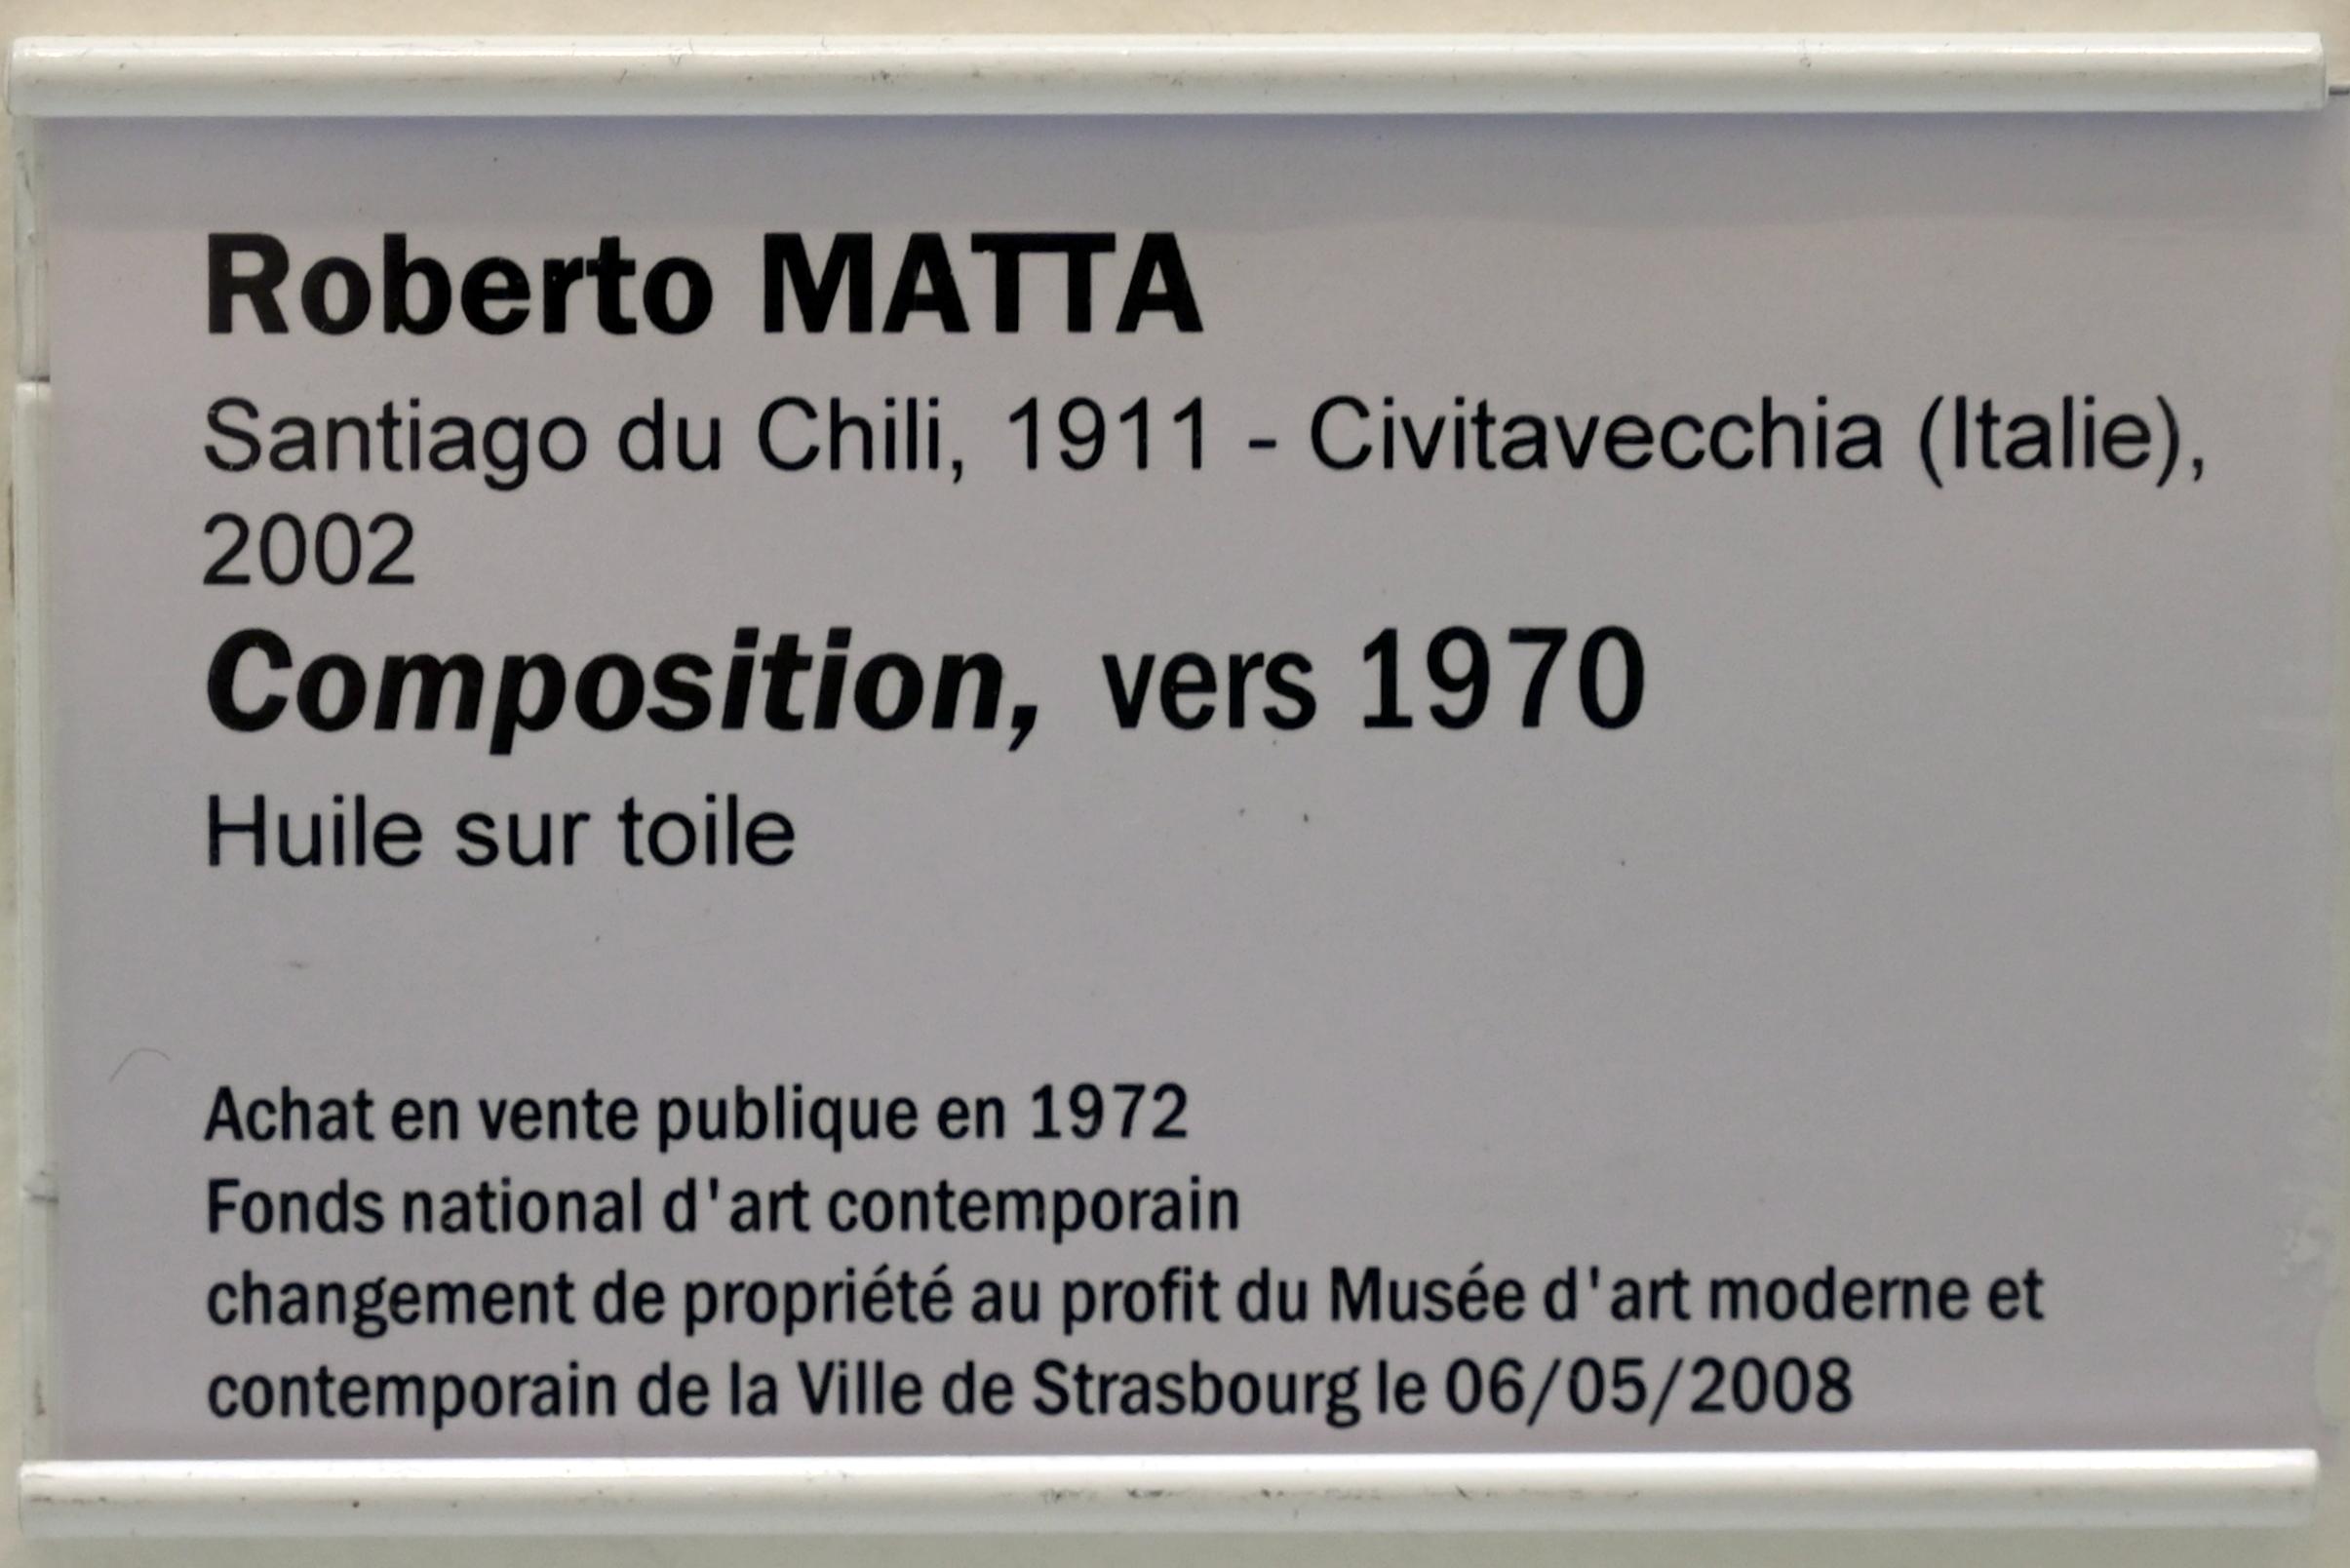 Roberto MATTA
Santiago du Chili, 1911 - Civitavecchia (Italie),
2002
Composition, vers 1970
Huile sur toile
Achat en vente publique en 1972
Fonds national d'art contemporain
changement de propriété au profit du Musée d'art moderne et
contemporain de la Ville de Strasbourg le 06/05/2008